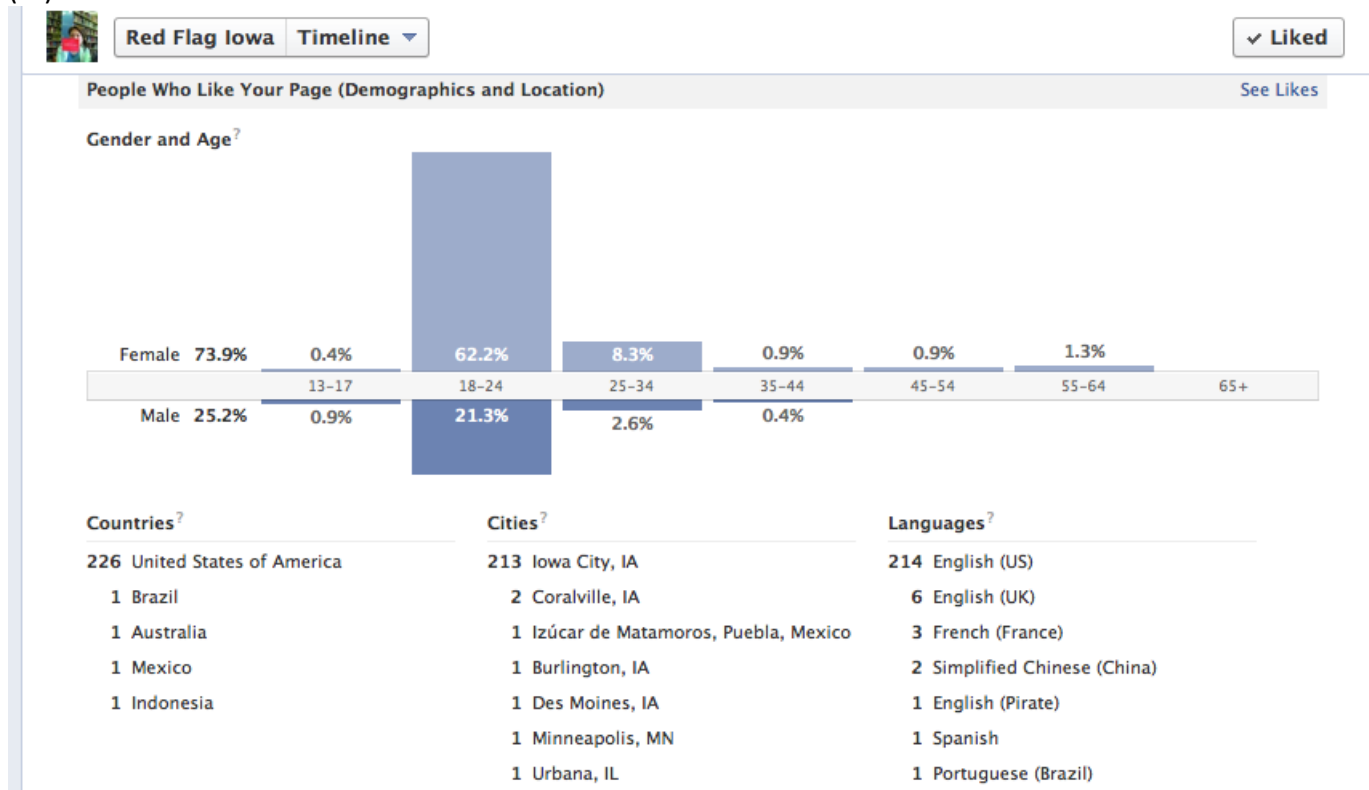 Red Flag Iowa Timeline
✓ Liked
People Who Like Your Page (Demographics and Location) See Likes
Gender and Age?
Female 73.9% 0.4% 62.2% 8.3% 0.9% 0.9% 1.3%
13-17 18-24 25-34 35-44 45-54 55-64 65+
Male 25.2% 0.9% 21.3% 2.6% 0.4%
Countries?
226 United States of America
1 Brazil
1 Australia
1 Mexico
1 Indonesia
Cities?
213 Iowa City, IA
2 Coralville, IA
1 Izúcar de Matamoros, Puebla, Mexico
1 Burlington, IA
1 Des Moines, IA
1 Minneapolis, MN
1 Urbana, IL
Languages?
214 English (US)
6 English (UK)
3 French (France)
2 Simplified Chinese (China)
1 English (Pirate)
1 Spanish
1 Portuguese (Brazil)